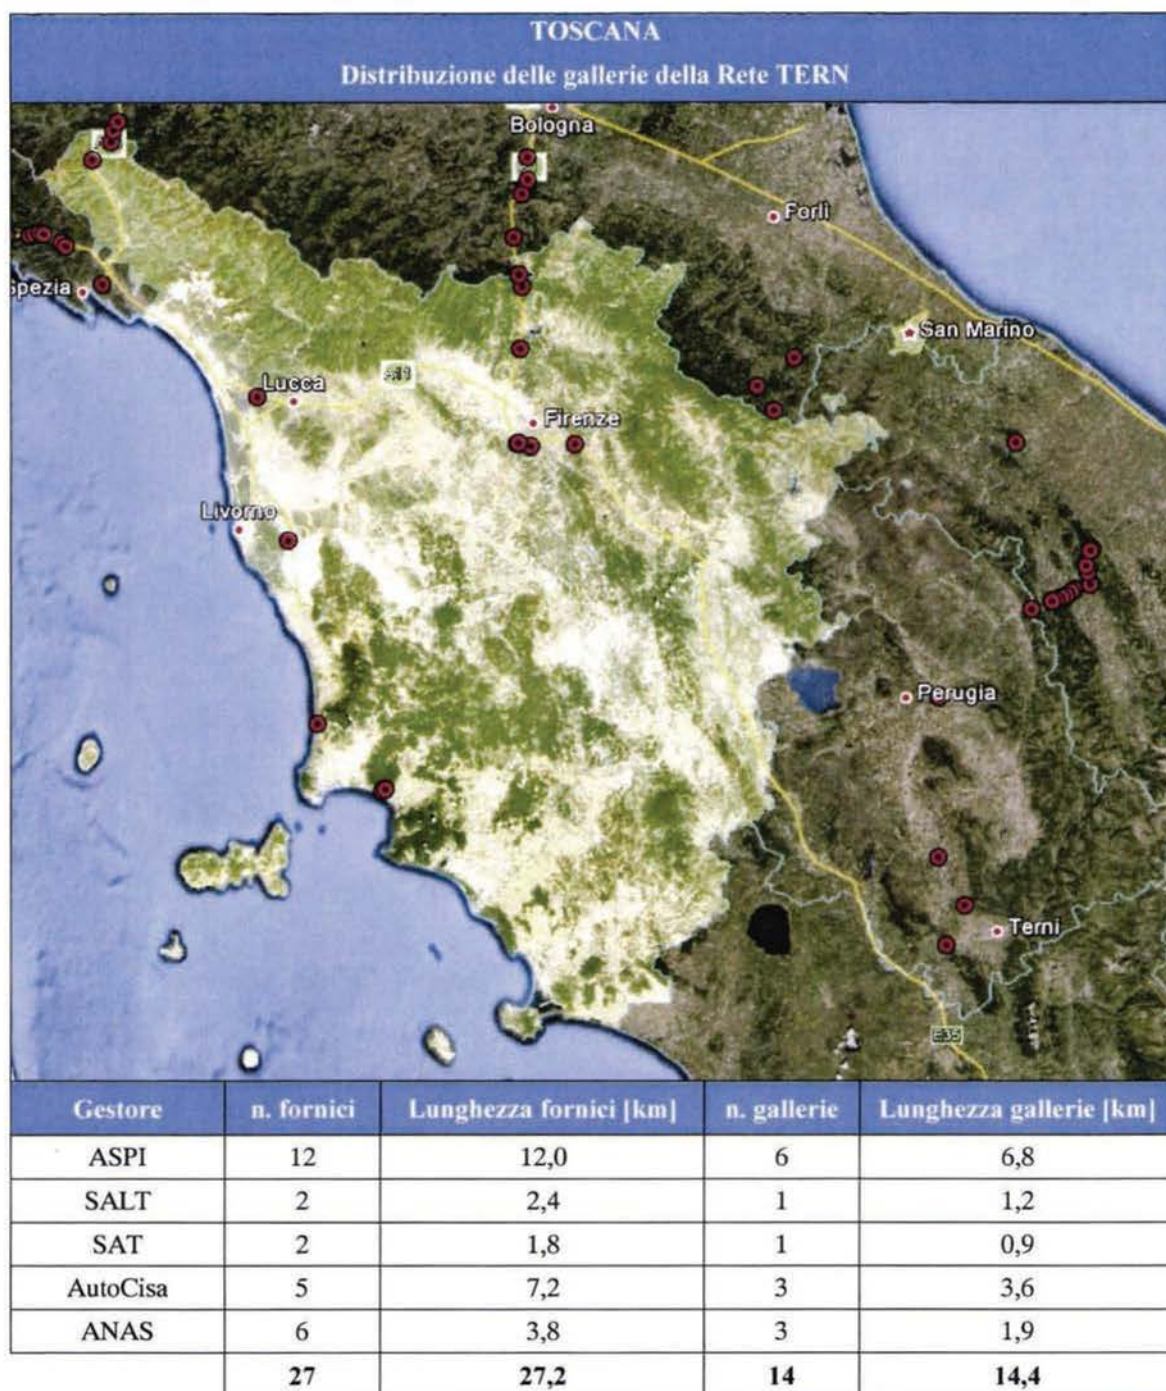 TOSCANA
Distribuzione delle gallerie della Rete TERN
Bologna
Forlì
Spezia
San Marino
Lucca
A11
Firenze
Livorno
Perugia
Terni
E35
Gestore n. fornici Lunghezza fornici [km] n. gallerie Lunghezza gallerie [km]
ASPI 12 12,0 6 6,8
SALT 2 2,4 1 1,2
SAT 2 1,8 1 0,9
AutoCisa 5 7,2 3 3,6
ANAS 6 3,8 3 1,9
27 27,2 14 14,4